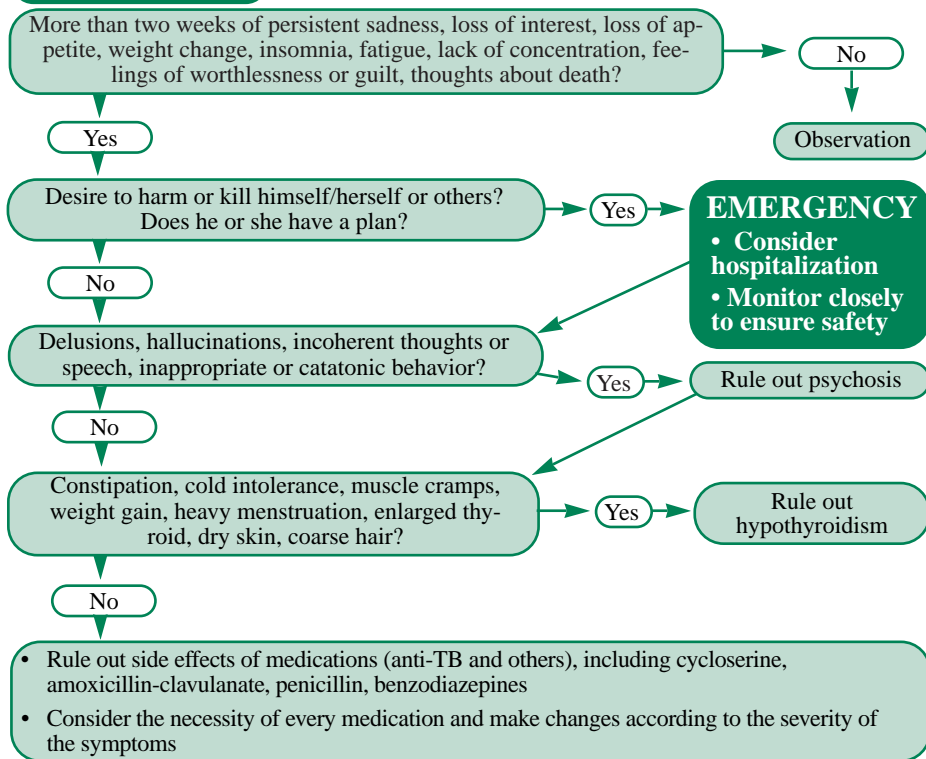 More than two weeks of persistent sadness, loss of interest, loss of ap-
petite, weight change, insomnia, fatigue, lack of concentration, fee-
lings of worthlessness or guilt, thoughts about death?
No
Observation
Yes
Desire to harm or kill himself/herself or others?
Does he or she have a plan?
Yes
EMERGENCY
• Consider
hospitalization
• Monitor closely
to ensure safety
No
Delusions, hallucinations, incoherent thoughts or
speech, inappropriate or catatonic behavior?
Yes
Rule out psychosis
No
Constipation, cold intolerance, muscle cramps,
weight gain, heavy menstruation, enlarged thy-
roid, dry skin, coarse hair?
Yes
Rule out
hypothyroidism
No
• Rule out side effects of medications (anti-TB and others), including cycloserine,
amoxicillin-clavulanate, penicillin, benzodiazepines
• Consider the necessity of every medication and make changes according to the severity of
the symptoms